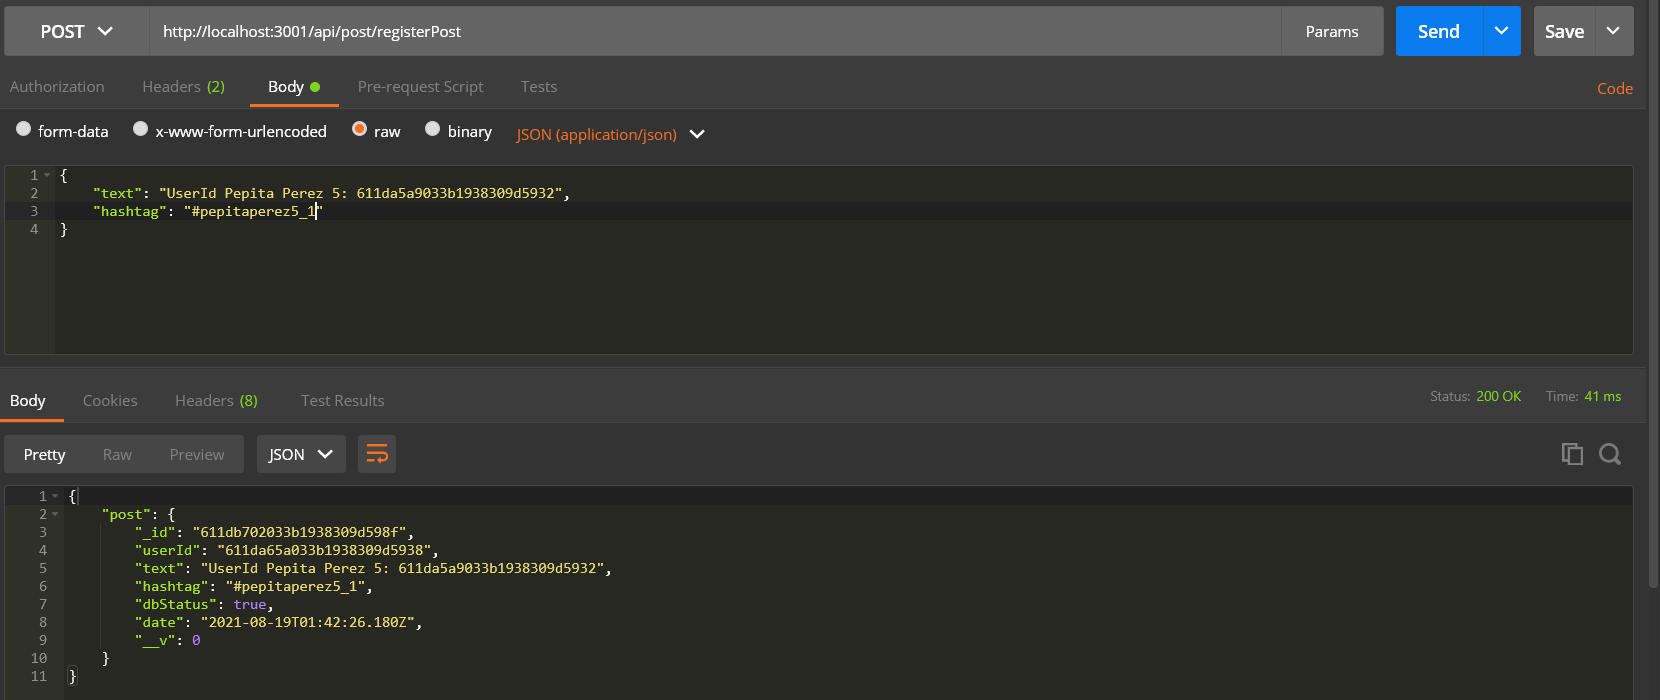 POST http://localhost:3001/api/post/registerPost Params Send Save
Authorization Headers (2) Body Pre-request Script Tests Code
form-data x-www-form-urlencoded raw binary JSON (application/json)
1 {
2 "text": "UserId Pepita Perez 5: 611da5a9033b1938309d5932",
3 "hashtag": "#pepitaperez5_1"
4 }
Body Cookies Headers (8) Test Results Status: 200 OK Time: 41 ms
Pretty Raw Preview JSON
1 {
2 "post": {
3 "_id": "611db702033b1938309d598f",
4 "userId": "611da65a033b1938309d5938",
5 "text": "UserId Pepita Perez 5: 611da5a9033b1938309d5932",
6 "hashtag": "#pepitaperez5_1",
7 "dbStatus": true,
8 "date": "2021-08-19T01:42:26.180Z",
9 "__v": 0
10 }
11 }